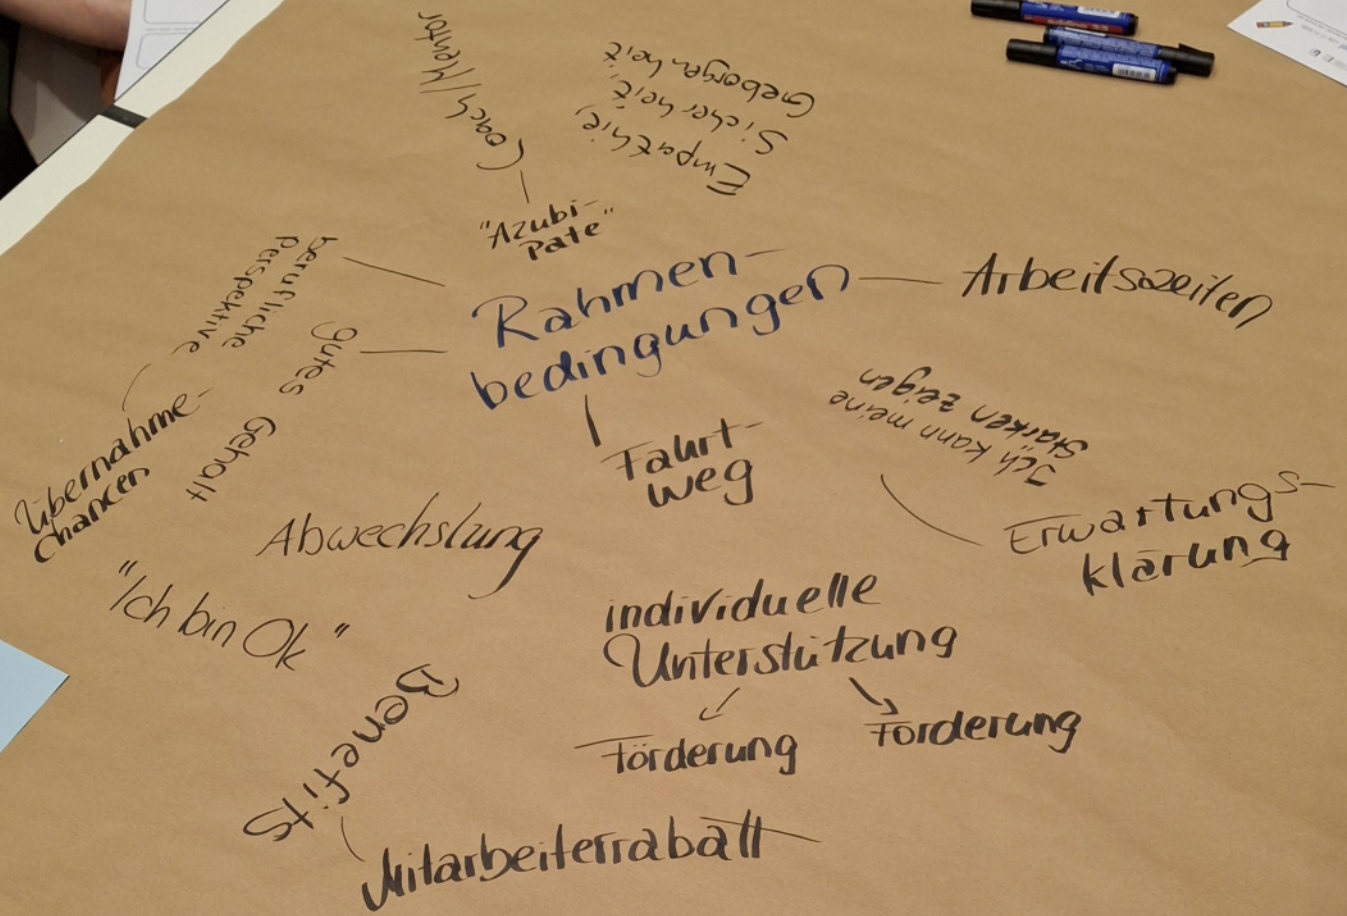 Coach/Mentor
Empathie,
Sicherheit,
Geborgenheit
"Azubi-
Pate"
berufliche
perspektive
Rahmen-
bedingungen
Arbeitszeiten
gutes Gehalt
Übernahme-
chancen
Fahrt-
weg
Ich kann meine
Stärken zeigen
Erwartungs-
klärung
Abwechslung
"Ich bin Ok"
individuelle
Unterstützung
Förderung
Forderung
Benefits
Mitarbeiterrabatt